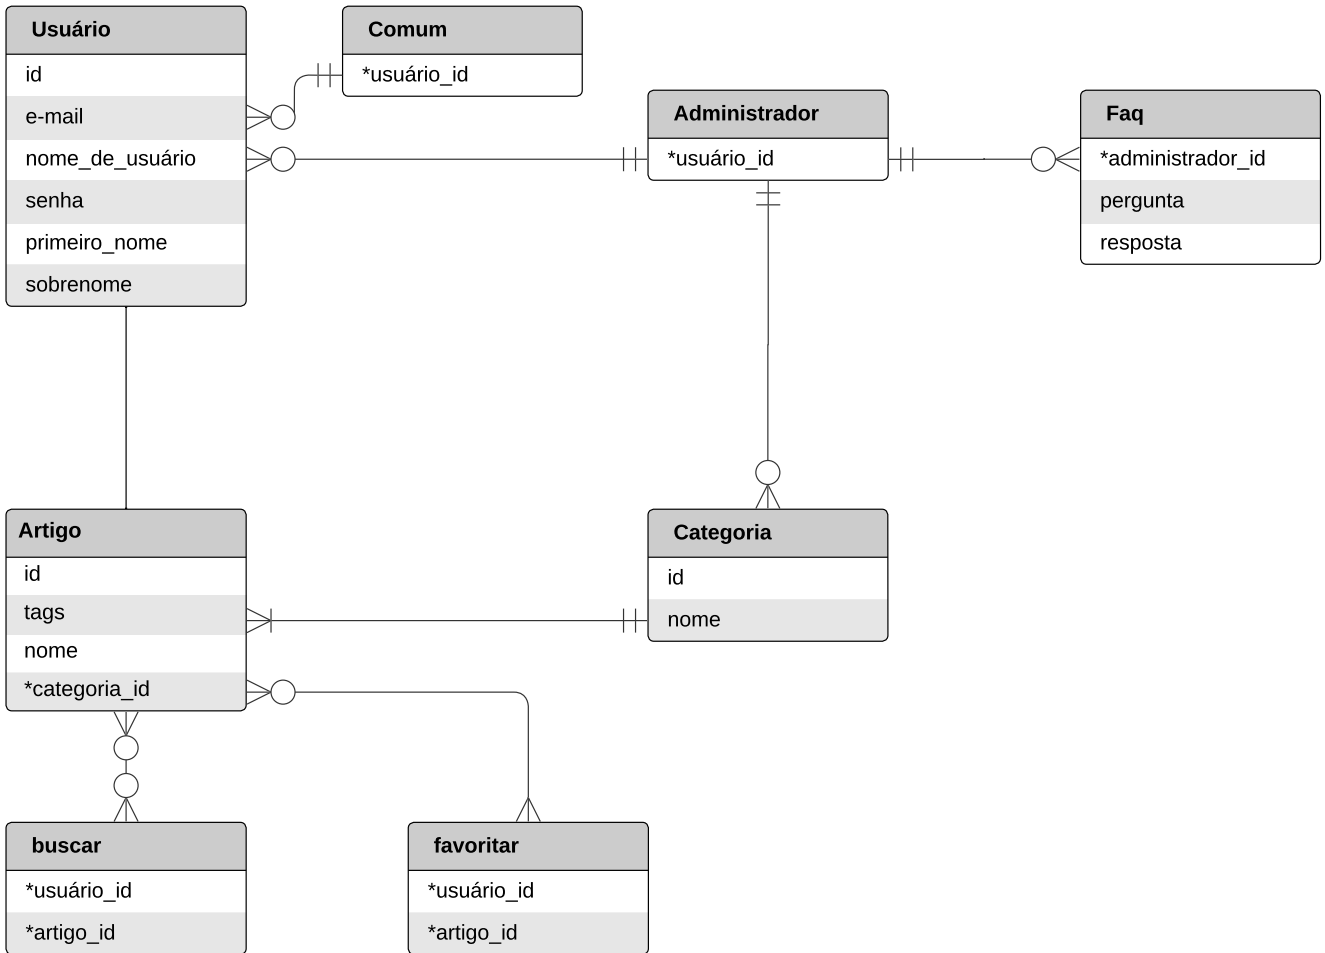 Usuário
id
e-mail
nome_de_usuário
senha
primeiro_nome
sobrenome
Comum
*usuário_id
Administrador
*usuário_id
Faq
*administrador_id
pergunta
resposta
Artigo
id
tags
nome
*categoria_id
Categoria
id
nome
buscar
*usuário_id
*artigo_id
favoritar
*usuário_id
*artigo_id